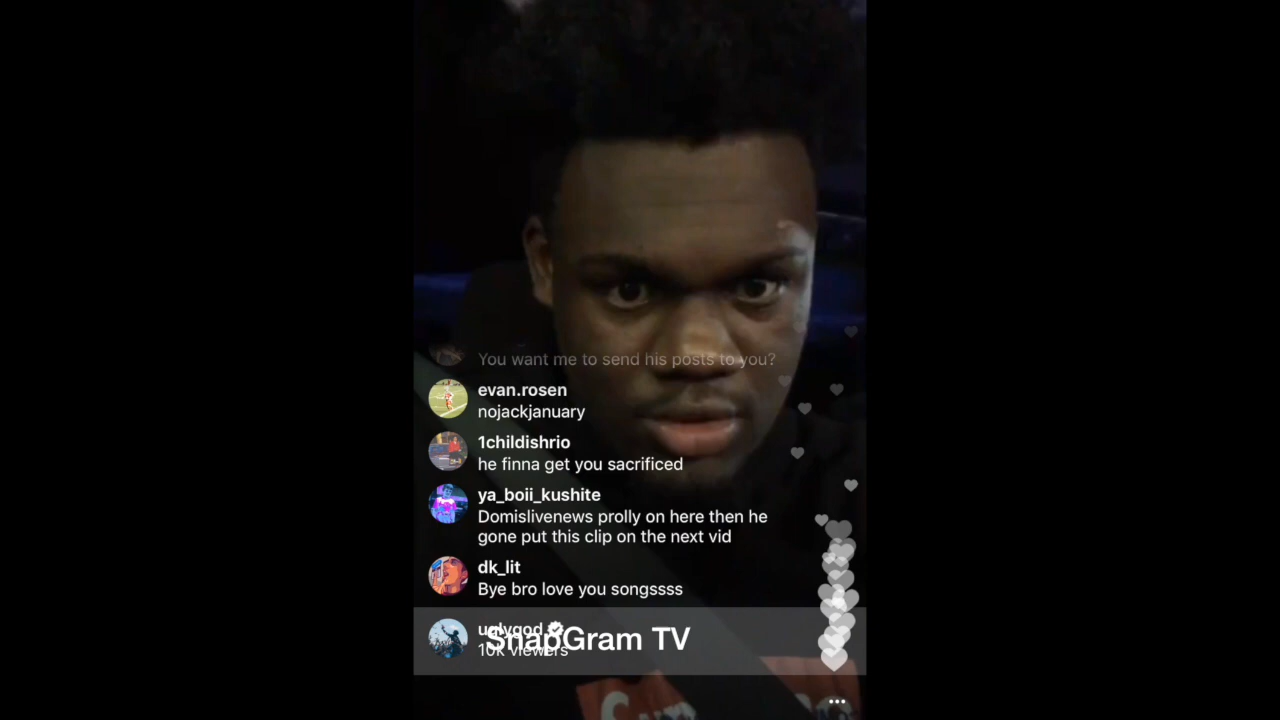 You want me to send his posts to you?
evan.rosen
nojackjanuary
1childishrio
he finna get you sacrificed
ya_boii_kushite
Domislivenews prolly on here then he
gone put this clip on the next vid
dk_lit
Bye bro love you songssss
uglygod
SnapGram TV
10k viewers